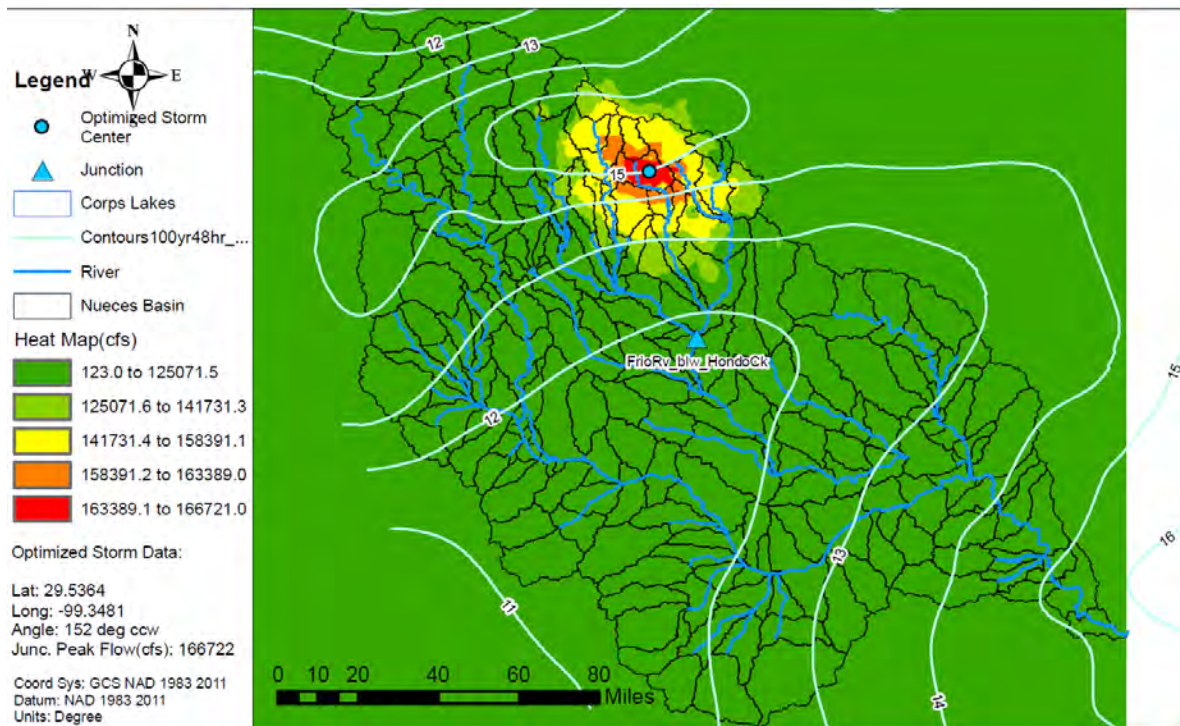 N
W
E
S
Legend
Optimized Storm
Center
Junction
Corps Lakes
Contours100yr48hr_...
River
Nueces Basin
Heat Map(cfs)
123.0 to 125071.5
125071.6 to 141731.3
141731.4 to 158391.1
158391.2 to 163389.0
163389.1 to 166721.0
Optimized Storm Data:
Lat: 29.5364
Long: -99.3481
Angle: 152 deg ccw
Junc. Peak Flow(cfs): 166722
Coord Sys: GCS NAD 1983 2011
Datum: NAD 1983 2011
Units: Degree
12
13
15
FrioRv_blw_HondoCk
12
15
16
13
11
14
0 10 20 40 60 80
Miles